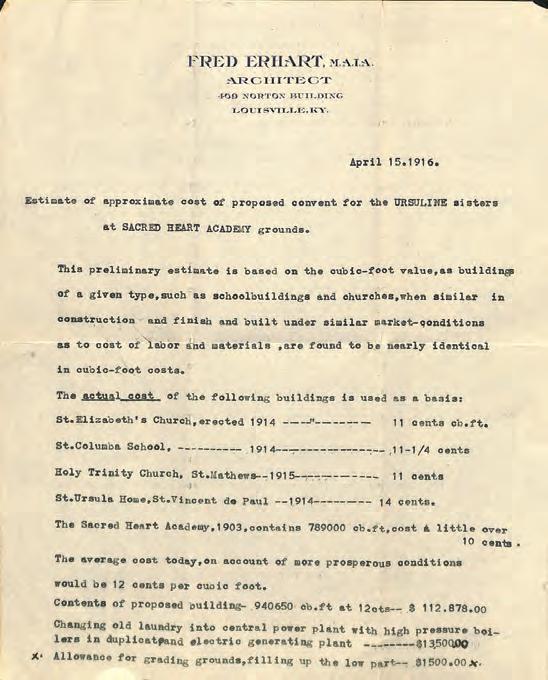 FRED ERHART, M.A.I.A.
ARCHITECT
409 NORTON BUILDING
LOUISVILLE, KY.
April 15.1916.
Estimate of approximate cost of proposed convent for the URSULINE sisters
at SACRED HEART ACADEMY grounds.
This preliminary estimate is based on the cubic-foot value,as buildings
of a given type,such as schoolbuildings and churches,when similar in
construction and finish and built under similar market-conditions
as to cost of labor and materials ,are found to be nearly identical
in cubic-foot costs.
The actual cost of the following buildings is used as a basis:
St.Elizabeth's Church,erected 1914 ----"-------- 11 cents cb.ft.
St.Columba School, ---------- 1914----------------- 11-1/4 cents
Holy Trinity Church, St.Mathews--1915------------- 11 cents
St.Ursula Home,St.Vincent de Paul --1914--------- 14 cents.
The Sacred Heart Academy,1903,contains 789000 cb.ft,cost a little over
10 cents .
The average cost today,on account of more prosperous conditions
would be 12 cents per cubic foot.
Contents of proposed building- 940650 cb.ft at 12cts-- $ 112.878.00
Changing old laundry into central power plant with high pressure boi-
lers in duplicate and electric generating plant --------$13,500.00
x. Allowance for grading grounds,filling up the low part-- $1500.00 x.